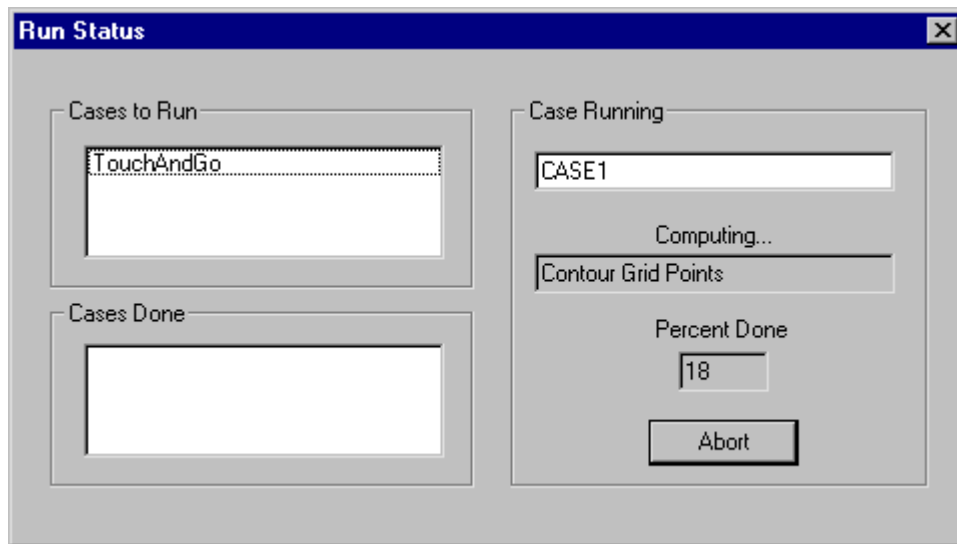 Run Status
Cases to Run
TouchAndGo
Cases Done
Case Running
CASE1
Computing...
Contour Grid Points
Percent Done
18
Abort